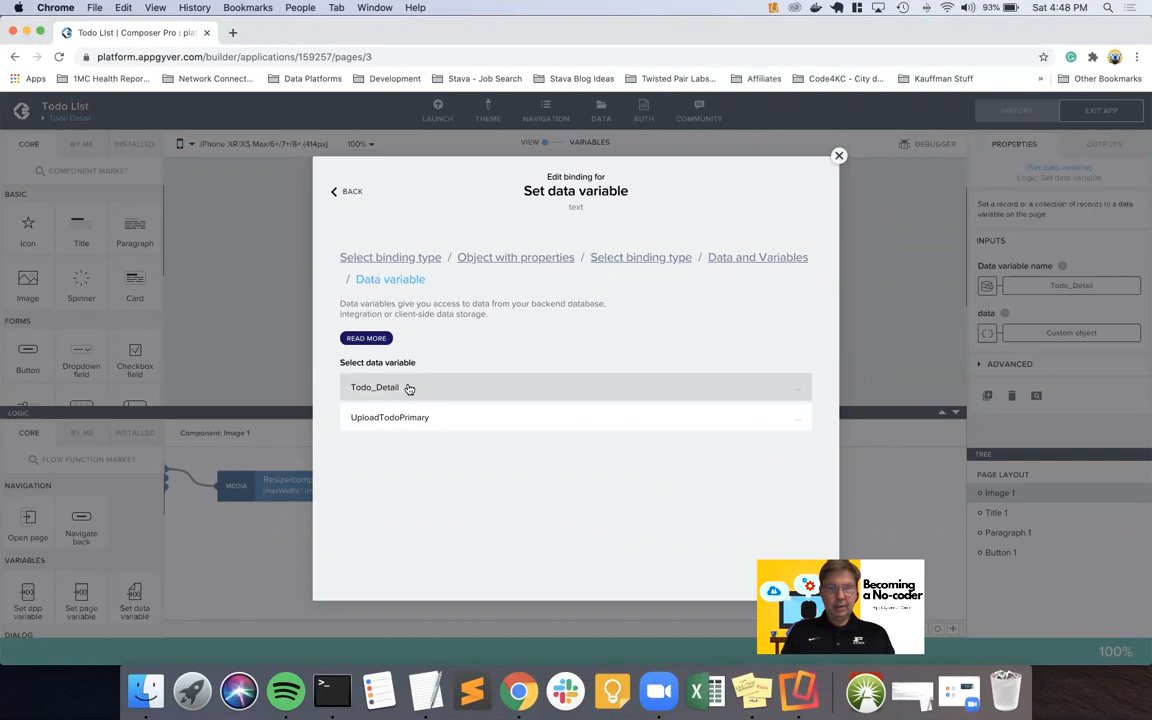 Chrome File Edit View History Bookmarks People Tab Window Help
93% Sat 4:48 PM
Todo List | Composer Pro : pla
platform.appgyver.com/builder/applications/159257/pages/3
Apps 1MC Health Repor... Network Connect... Data Platforms Development Stava - Job Search Stava Blog Ideas Twisted Pair Labs... Affiliates Code4KC - City d... Kauffman Stuff » Other Bookmarks
Todo LIst
Todo Detail
LAUNCH THEME NAVIGATION DATA AUTH COMMUNITY
HISTORY EXIT APP
CORE BY ME INSTALLED
iPhone XR/XS Max/6+/7+/8+ (414px) 100%
VIEW VARIABLES
DEBUGGER
PROPERTIES OUTPUTS
COMPONENT MARKET
BASIC
Icon Title Paragraph
Image Spinner Card
FORMS
Button Dropdown field Checkbox field
BACK
Edit binding for
Set data variable
text
Select binding type / Object with properties / Select binding type / Data and Variables
/ Data variable
Data variables give you access to data from your backend database,
integration or client-side data storage.
READ MORE
Select data variable
Todo_Detail ...
UploadTodoPrimary ...
(Set data variable)
Logic: Set data variable
Set a record or a collection of records to a data
variable on the page.
INPUTS
Data variable name
Todo_Detail
data
Custom object
ADVANCED
LOGIC
CORE BY ME INSTALLED
Component: Image 1
FLOW FUNCTION MARKET
NAVIGATION
Open page Navigate back
VARIABLES
Set app variable Set page variable Set data variable
DIALOG
MEDIA Resize/comp
TREE
PAGE LAYOUT
Image 1
Title 1
Paragraph 1
Button 1
Becoming
a No-coder
100%